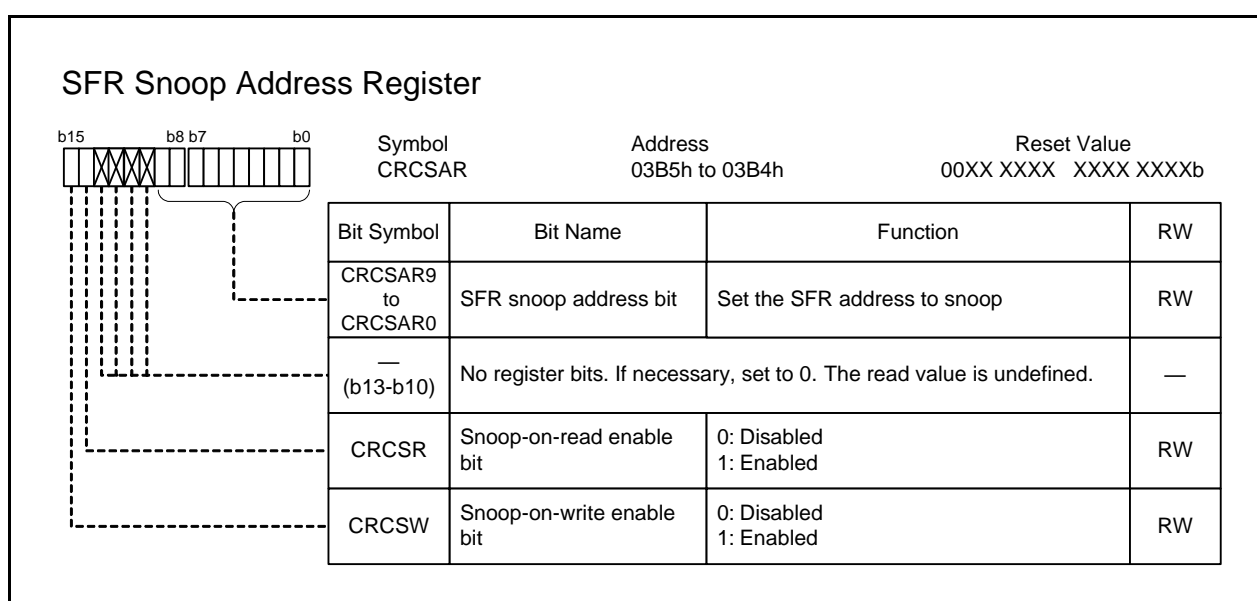 SFR Snoop Address Register
b15 b8 b7 b0
Symbol Address Reset Value
CRCSAR 03B5h to 03B4h 00XX XXXX XXXX XXXXb
Bit Symbol Bit Name Function RW
CRCSAR9
to
CRCSAR0
SFR snoop address bit Set the SFR address to snoop RW
—
(b13-b10)
No register bits. If necessary, set to 0. The read value is undefined. —
CRCSR
Snoop-on-read enable
bit
0: Disabled
1: Enabled
RW
CRCSW
Snoop-on-write enable
bit
0: Disabled
1: Enabled
RW